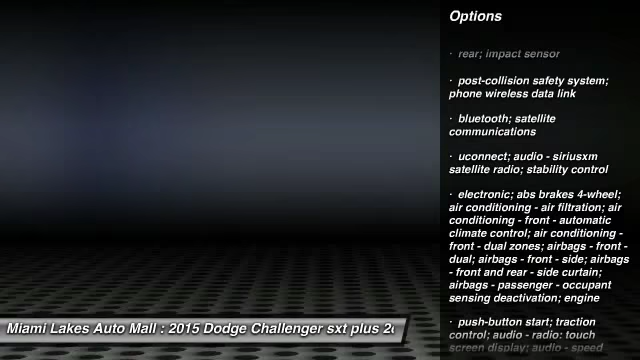 Options
· rear; impact sensor
· post-collision safety system;
phone wireless data link
· bluetooth; satellite
communications
· uconnect; audio - siriusxm
satellite radio; stability control
· electronic; abs brakes 4-wheel;
air conditioning - air filtration; air
conditioning - front - automatic
climate control; air conditioning -
front - dual zones; airbags - front -
dual; airbags - front - side; airbags
- front and rear - side curtain;
airbags - passenger - occupant
sensing deactivation; engine
· push-button start; traction
control; audio - radio: touch
screen display; audio - speed
Miami Lakes Auto Mall : 2015 Dodge Challenger sxt plus